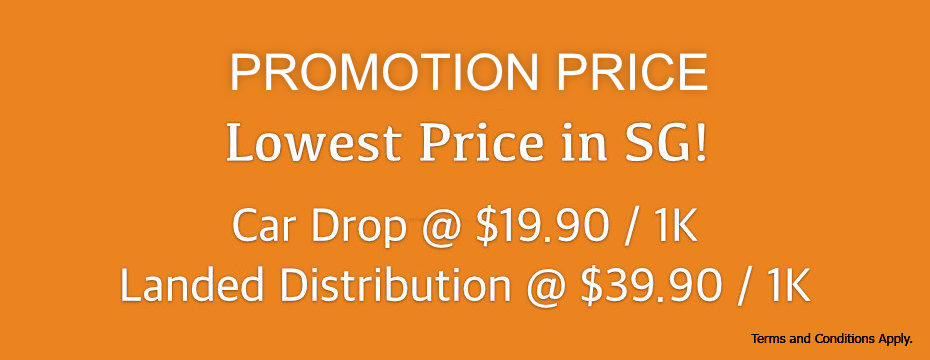 PROMOTION PRICE
Lowest Price in SG!
Car Drop @ $19.90 / 1K
Landed Distribution @ $39.90 / 1K
Terms and Conditions Apply.